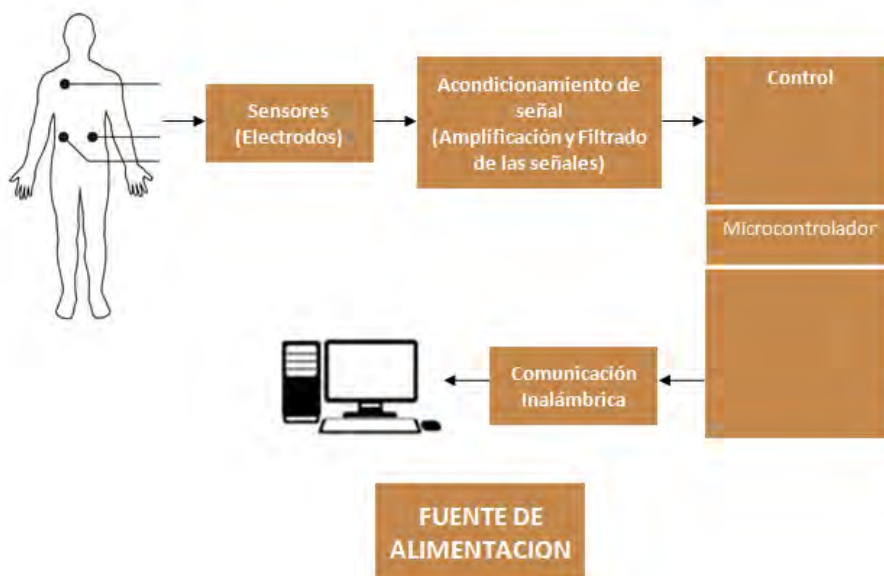 Sensores
(Electrodos)
Acondicionamiento de
señal
(Amplificación y Filtrado
de las señales)
Control
Microcontrolador
Comunicación
Inalámbrica
FUENTE DE
ALIMENTACION